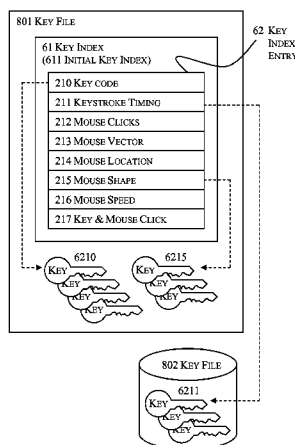 801 KEY FILE
61 KEY INDEX
(611 INITIAL KEY INDEX)
62 KEY
INDEX
ENTRY
210 KEY CODE
211 KEYSTROKE TIMING
212 MOUSE CLICKS
213 MOUSE VECTOR
214 MOUSE LOCATION
215 MOUSE SHAPE
216 MOUSE SPEED
217 KEY & MOUSE CLICK
6210
KEY
KEY
KEY
KEY
6215
KEY
KEY
KEY
KEY
802 KEY FILE
6211
KEY
KEY
KEY